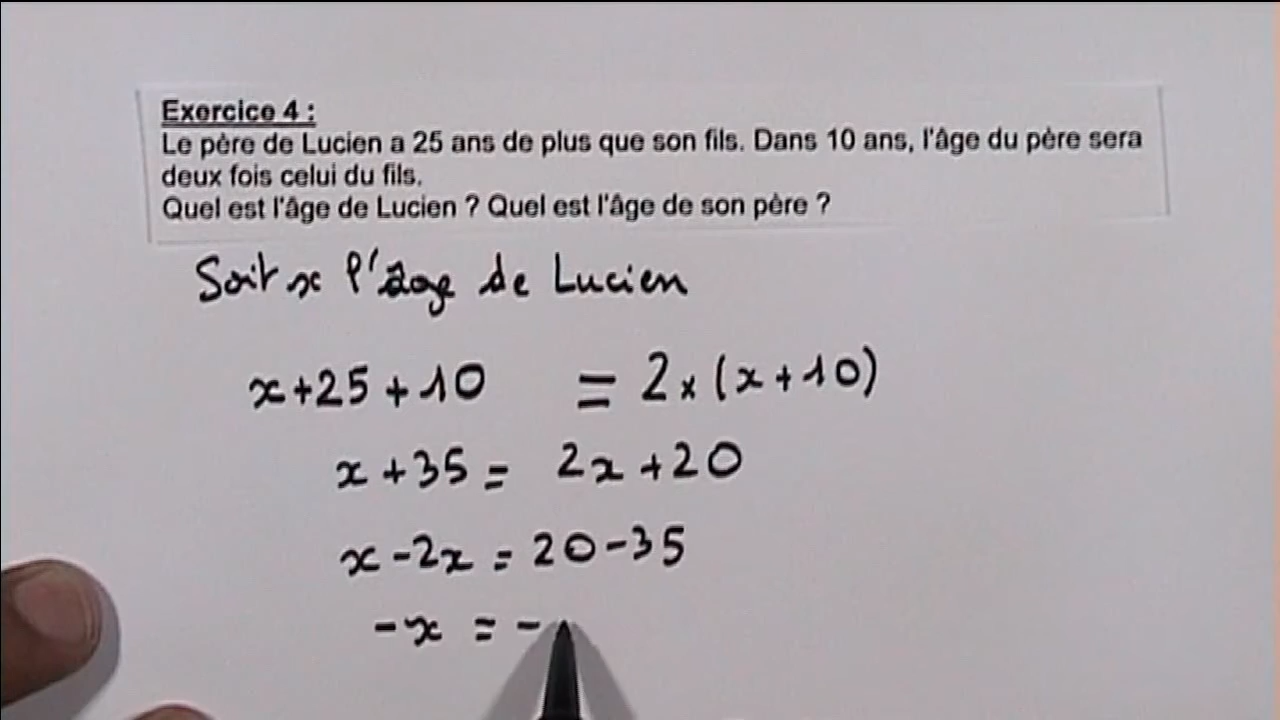 Exercice 4 :
Le père de Lucien a 25 ans de plus que son fils. Dans 10 ans, l'âge du père sera
deux fois celui du fils.
Quel est l'âge de Lucien ? Quel est l'âge de son père ?
Soit x l'âge de Lucien
x+25+10 = 2×(x+10)
x+35 = 2x+20
x-2x = 20-35
-x = -